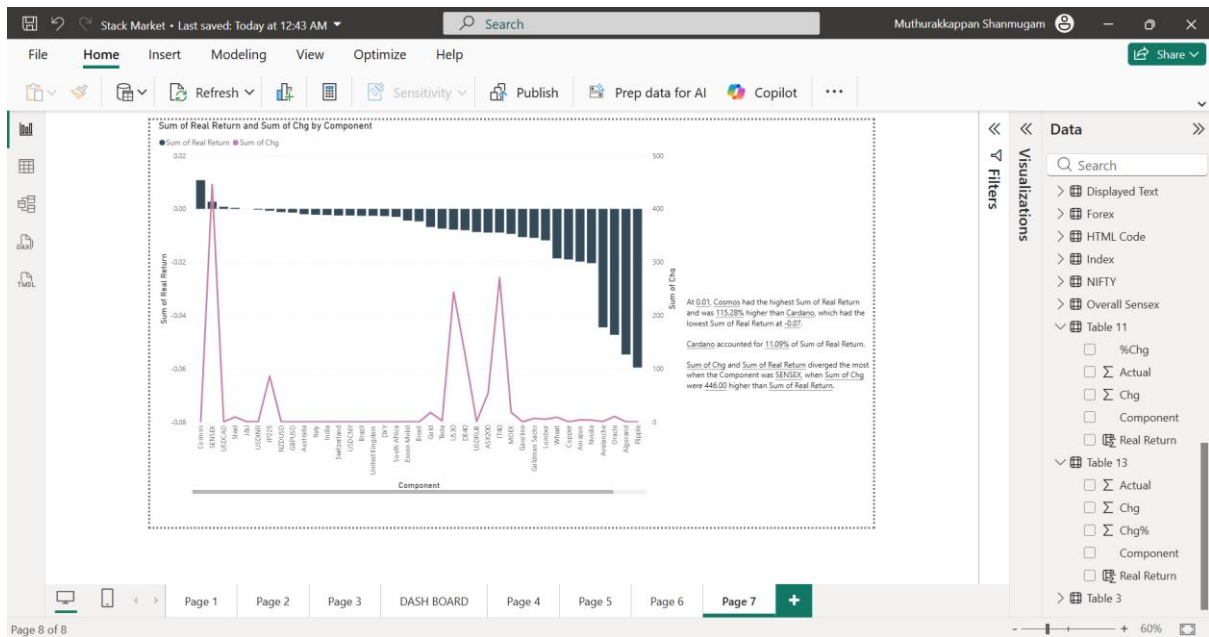 Stack Market • Last saved: Today at 12:43 AM
Search
Muthurakkappan Shanmugam
File Home Insert Modeling View Optimize Help
Share
Refresh
Sensitivity
Publish
Prep data for AI
Copilot
Sum of Real Return and Sum of Chg by Component
Sum of Real Return Sum of Chg
0.02
0.00
-0.02
-0.04
-0.06
-0.08
Sum of Real Return
500
400
300
200
100
0
Sum of Chg
Cosmos
SENSEX
USDCAD
Steel
J&J
USDINR
JP225
NZDUSD
GBPUSD
Australia
Italy
India
Switzerland
USDCNY
Brazil
United Kingdom
DXY
South Africa
Exxon Mobil
Brent
Gold
Tesla
US30
DE40
USDRUB
ASX200
IT40
MOEX
Gasoline
Goldman Sachs
Lumber
Wheat
Copper
Amazon
Nvidia
Avalanche
Oracle
Algorand
Ripple
Component
At 0.01, Cosmos had the highest Sum of Real Return
and was 115.28% higher than Cardano, which had the
lowest Sum of Real Return at -0.07.
Cardano accounted for 11.09% of Sum of Real Return.
Sum of Chg and Sum of Real Return diverged the most
when the Component was SENSEX, when Sum of Chg
were 446.00 higher than Sum of Real Return.
Filters
Visualizations
Data
Search
Displayed Text
Forex
HTML Code
Index
NIFTY
Overall Sensex
Table 11
%Chg
Actual
Chg
Component
Real Return
Table 13
Actual
Chg
Chg%
Component
Real Return
Table 3
DAX
TMDL
Page 1 Page 2 Page 3 DASH BOARD Page 4 Page 5 Page 6 Page 7
Page 8 of 8
60%